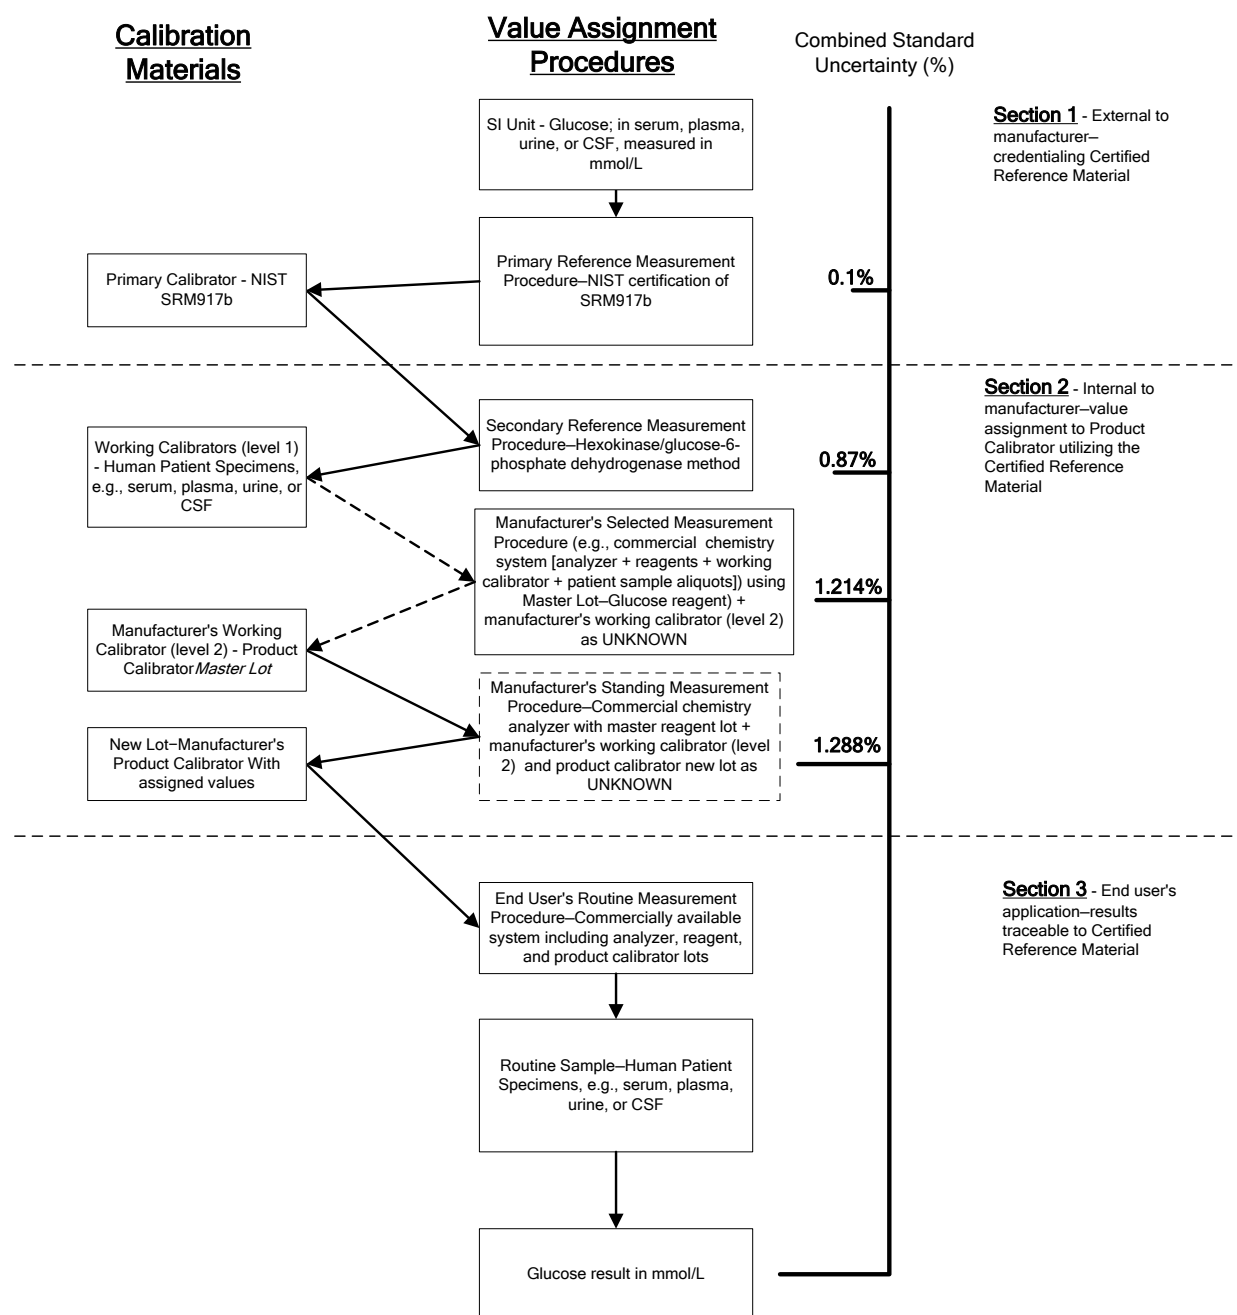 Calibration
Materials
Value Assignment
Procedures
Combined Standard
Uncertainty (%)
SI Unit - Glucose; in serum, plasma,
urine, or CSF, measured in
mmol/L
Section 1 - External to
manufacturer–
credentialing Certified
Reference Material
Primary Reference Measurement
Procedure–NIST certification of
SRM917b
Primary Calibrator - NIST
SRM917b
0.1%
Section 2 - Internal to
manufacturer–value
assignment to Product
Calibrator utilizing the
Certified Reference
Material
Secondary Reference Measurement
Procedure–Hexokinase/glucose-6-
phosphate dehydrogenase method
0.87%
Working Calibrators (level 1)
- Human Patient Specimens,
e.g., serum, plasma, urine, or
CSF
Manufacturer's Selected Measurement
Procedure (e.g., commercial chemistry
system [analyzer + reagents + working
calibrator + patient sample aliquots]) using
Master Lot–Glucose reagent) +
manufacturer's working calibrator (level 2)
as UNKNOWN
1.214%
Manufacturer's Working
Calibrator (level 2) - Product
Calibrator Master Lot
Manufacturer's Standing Measurement
Procedure–Commercial chemistry
analyzer with master reagent lot +
manufacturer's working calibrator (level
2) and product calibrator new lot as
UNKNOWN
1.288%
New Lot–Manufacturer's
Product Calibrator With
assigned values
Section 3 - End user's
application–results
traceable to Certified
Reference Material
End User's Routine Measurement
Procedure–Commercially available
system including analyzer, reagent,
and product calibrator lots
Routine Sample–Human Patient
Specimens, e.g., serum, plasma,
urine, or CSF
Glucose result in mmol/L